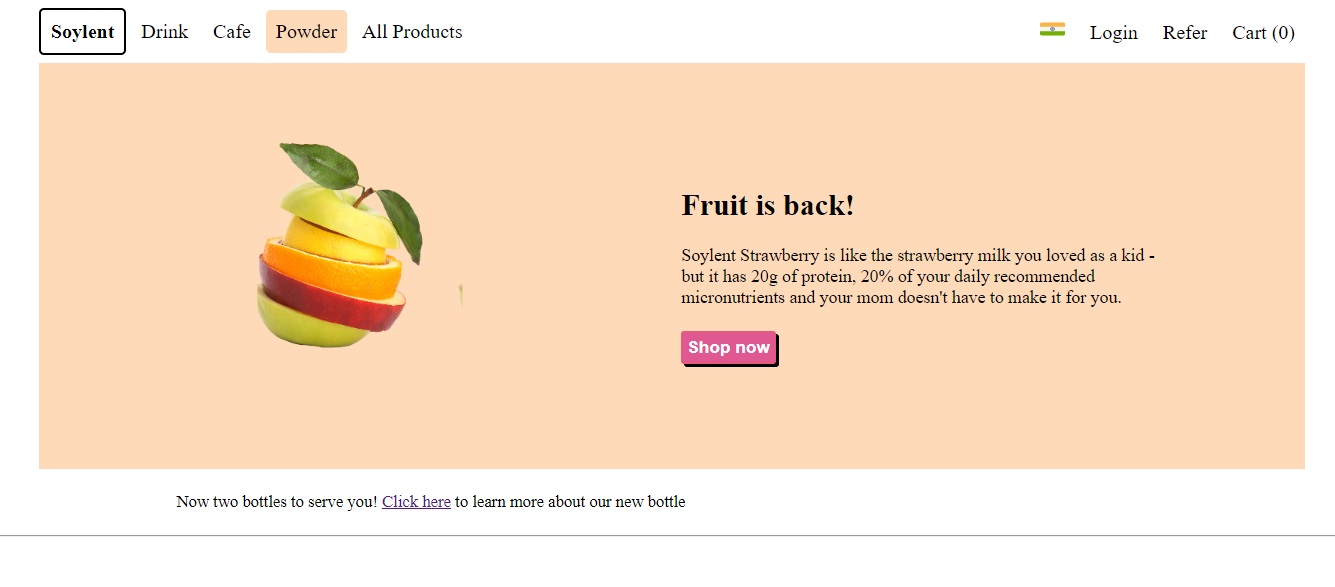 Soylent Drink Cafe Powder All Products Login Refer Cart (0)
Fruit is back!
Soylent Strawberry is like the strawberry milk you loved as a kid -
but it has 20g of protein, 20% of your daily recommended
micronutrients and your mom doesn't have to make it for you.
Shop now
Now two bottles to serve you! Click here to learn more about our new bottle